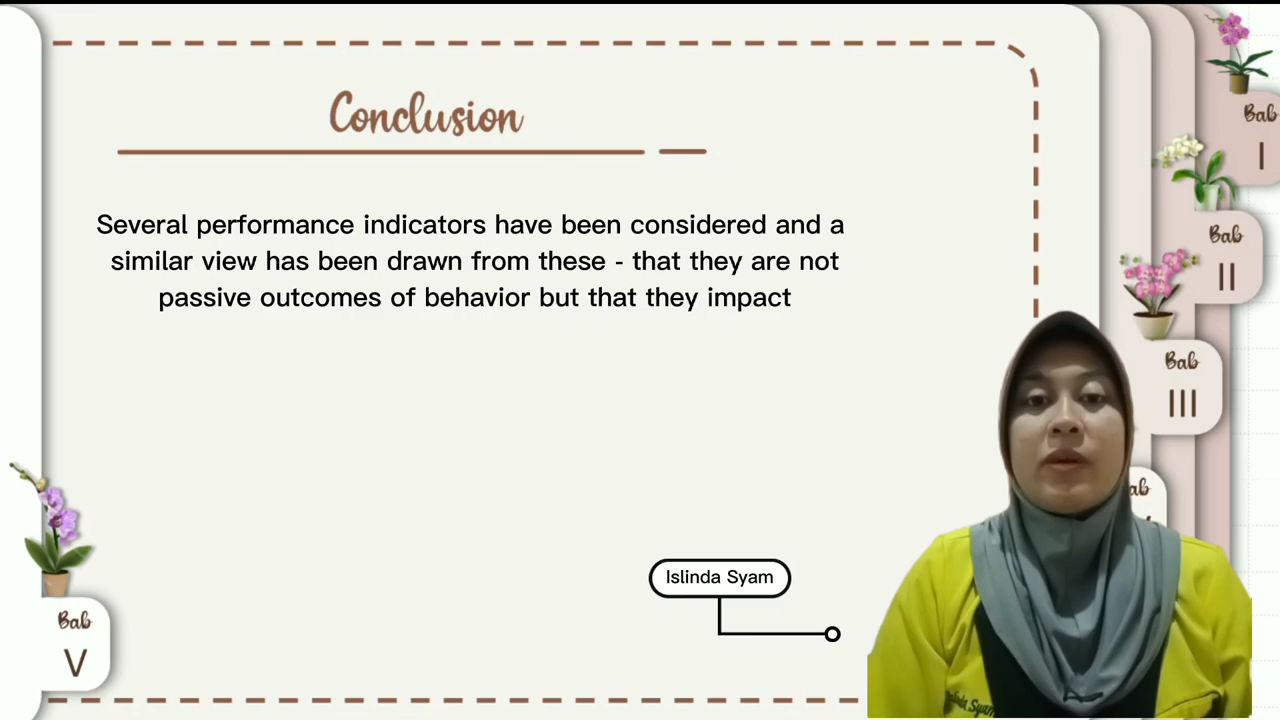 Conclusion
Several performance indicators have been considered and a
similar view has been drawn from these - that they are not
passive outcomes of behavior but that they impact
Islinda Syam
Bab
I
Bab
II
Bab
III
Bab
V
Syam